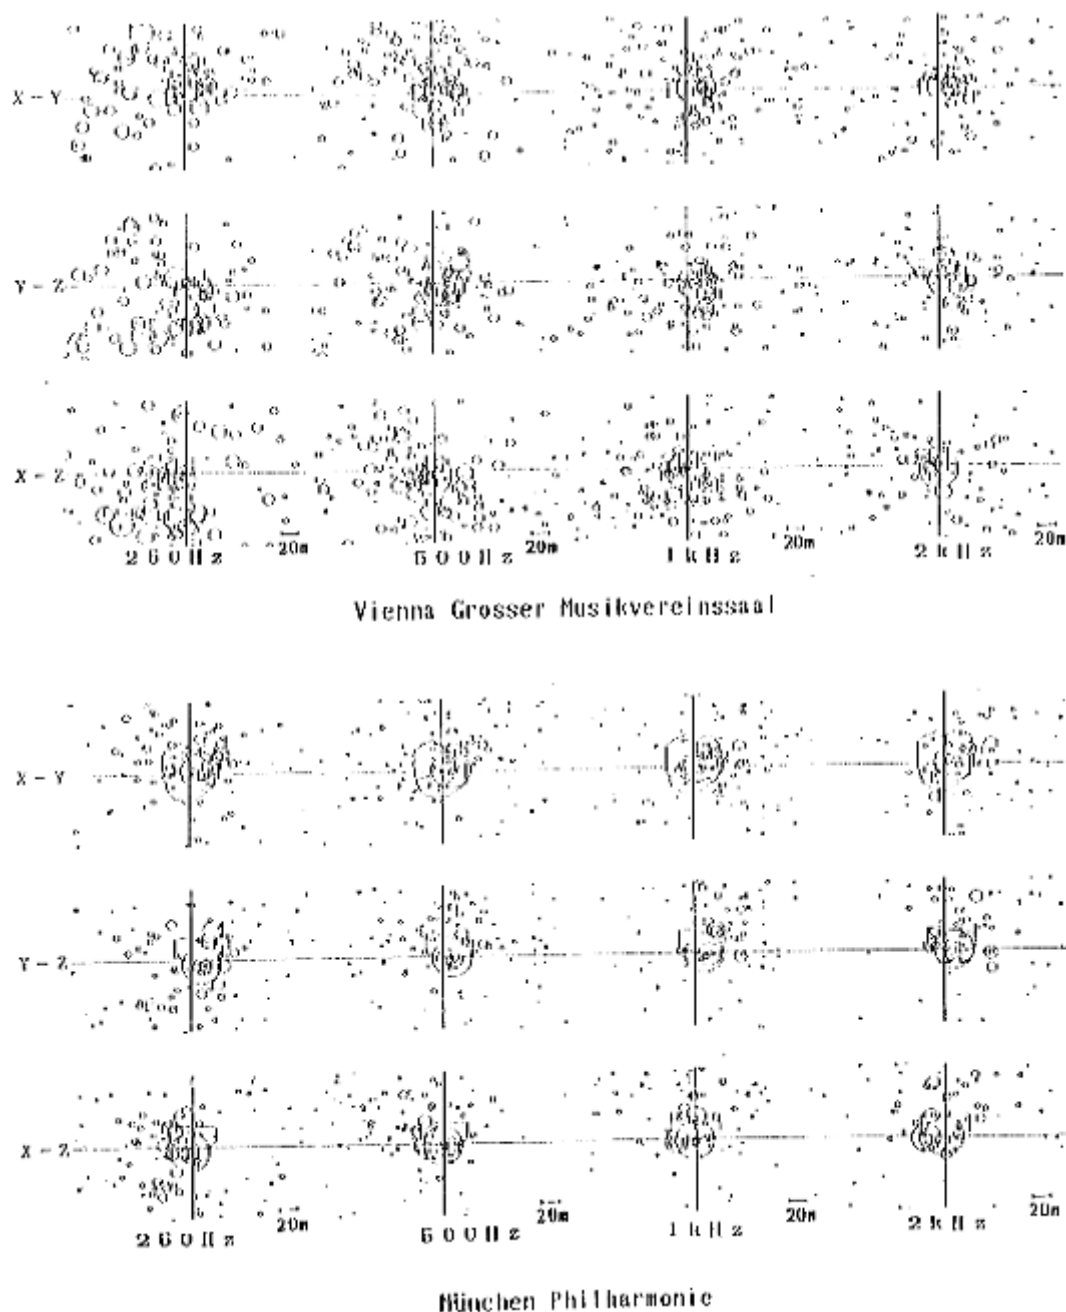 X - Y
Y - Z
X - Z
20m 20m 20m 20m
250Hz 500Hz 1kHz 2kHz
Vienna Grosser Musikvereinssaal
X - Y
Y - Z
X - Z
20m 20m 20m 20m
250Hz 500Hz 1kHz 2kHz
München Philharmonie